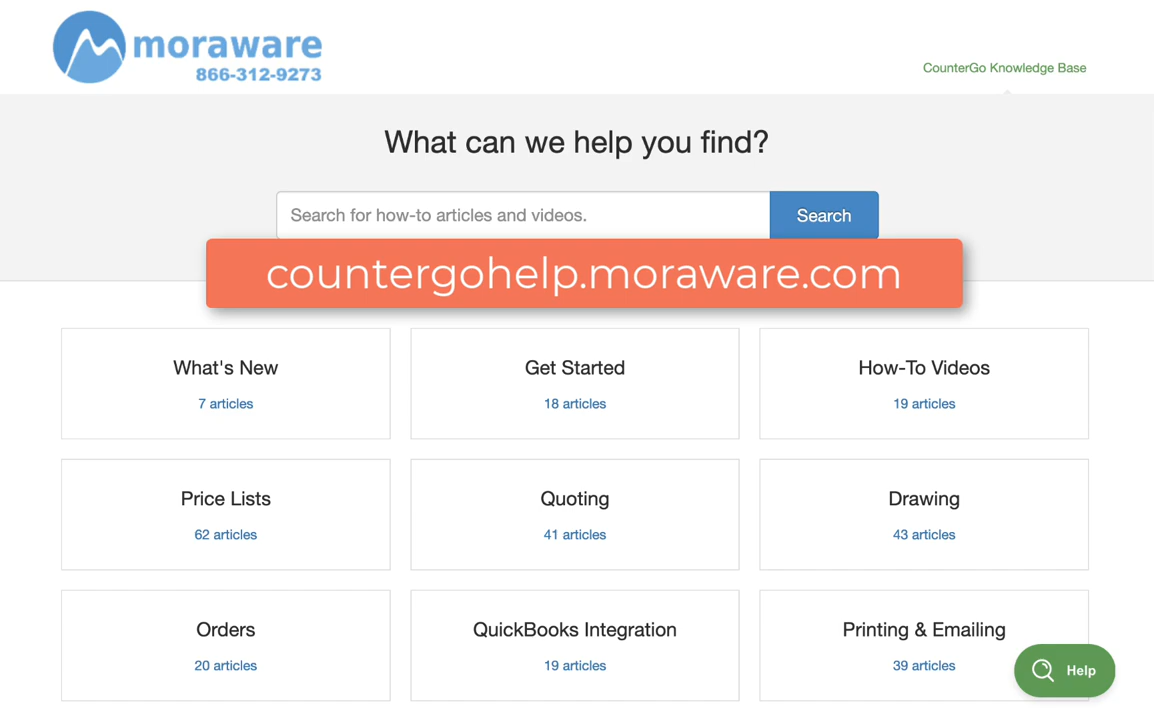 moraware
866-312-9273
CounterGo Knowledge Base
What can we help you find?
Search for how-to articles and videos.
Search
countergohelp.moraware.com
What's New
7 articles
Get Started
18 articles
How-To Videos
19 articles
Price Lists
62 articles
Quoting
41 articles
Drawing
43 articles
Orders
20 articles
QuickBooks Integration
19 articles
Printing & Emailing
39 articles
Help